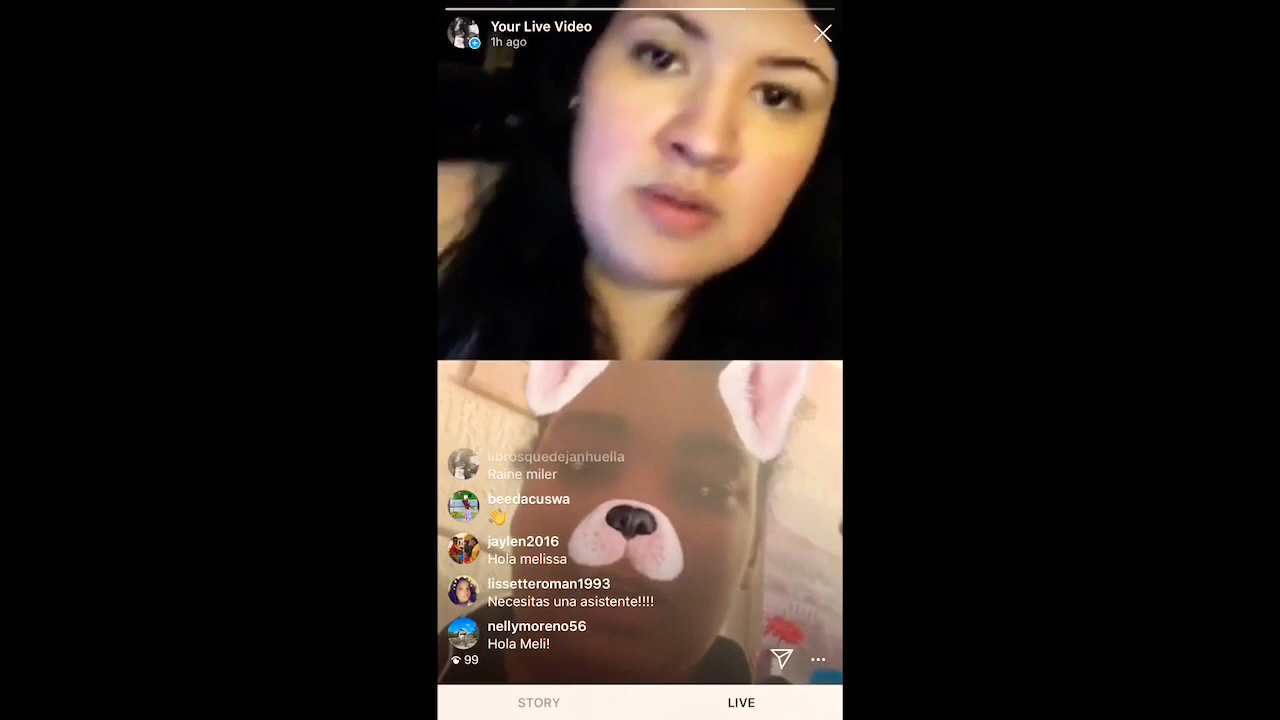 Your Live Video
1h ago
librosquedejanhuella
Raine miler
beedacuswa
👋
jaylen2016
Hola melissa
lissetteroman1993
Necesitas una asistente!!!!
nellymoreno56
Hola Meli!
99
STORY
LIVE